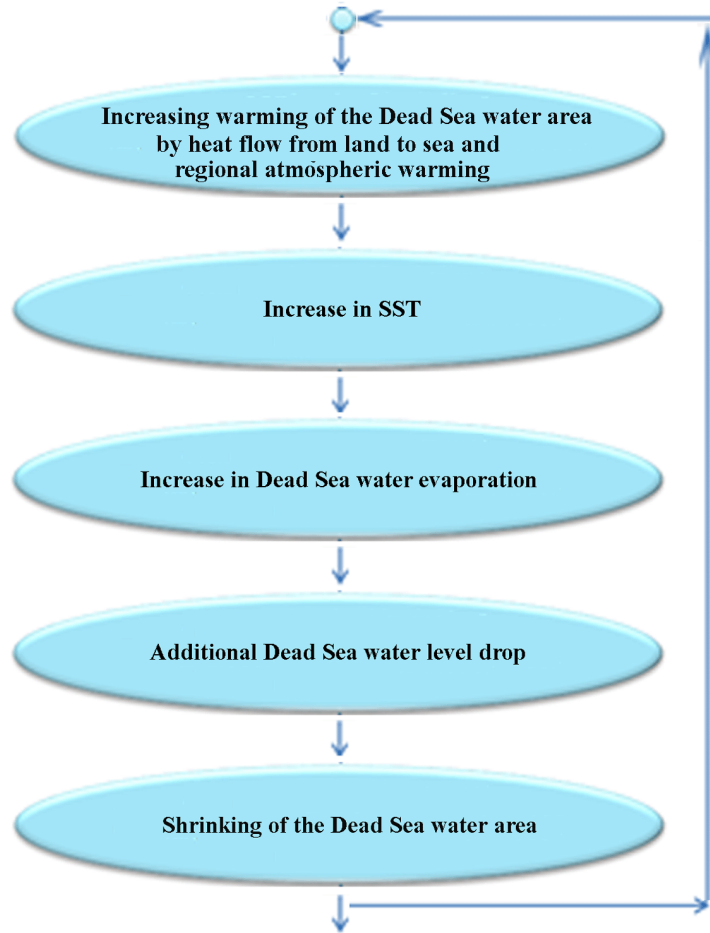 Increasing warming of the Dead Sea water area
by heat flow from land to sea and
regional atmospheric warming
Increase in SST
Increase in Dead Sea water evaporation
Additional Dead Sea water level drop
Shrinking of the Dead Sea water area